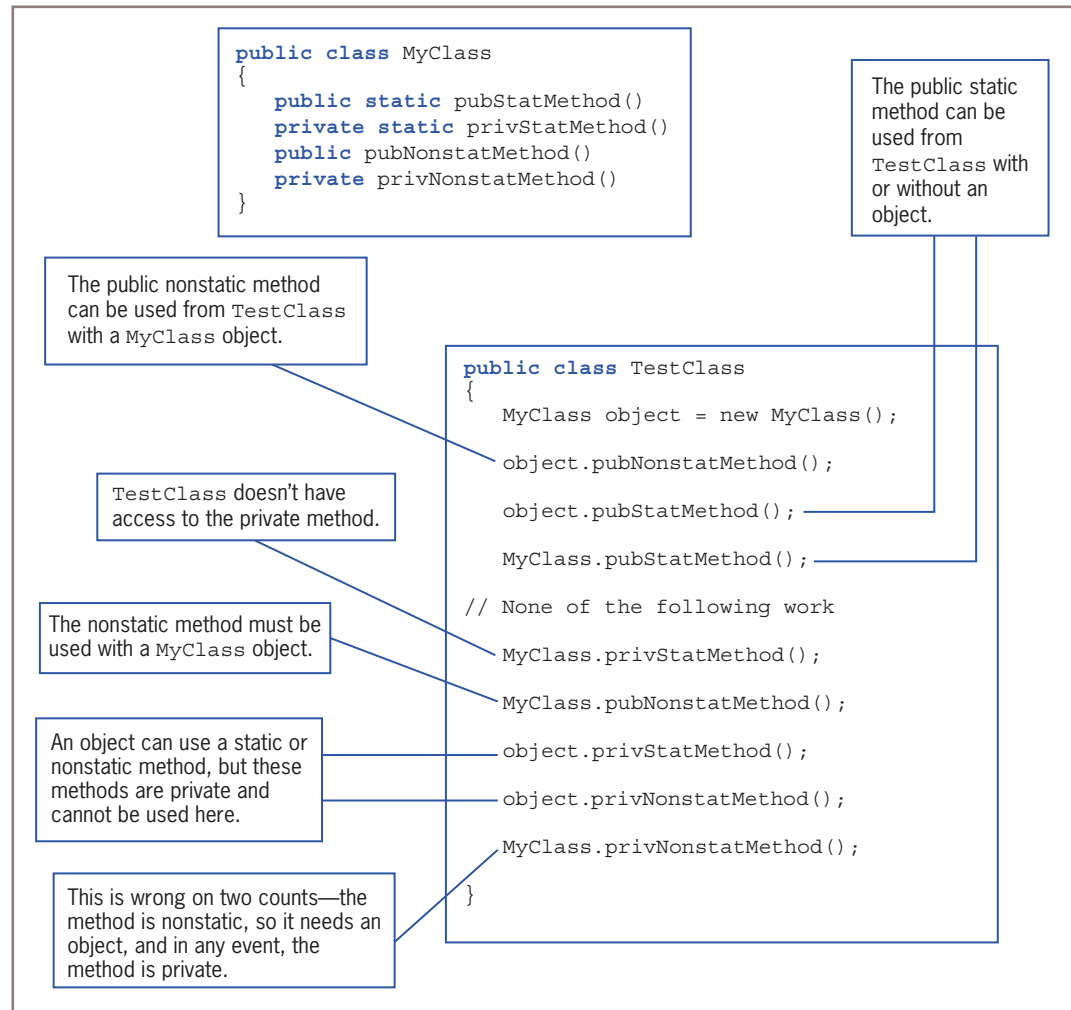 public class MyClass
{
public static pubStatMethod()
private static privStatMethod()
public pubNonstatMethod()
private privNonstatMethod()
}
The public static
method can be
used from
TestClass with
or without an
object.
The public nonstatic method
can be used from TestClass
with a MyClass object.
TestClass doesn't have
access to the private method.
The nonstatic method must be
used with a MyClass object.
An object can use a static or
nonstatic method, but these
methods are private and
cannot be used here.
This is wrong on two counts—the
method is nonstatic, so it needs an
object, and in any event, the
method is private.
public class TestClass
{
MyClass object = new MyClass();
object.pubNonstatMethod();
object.pubStatMethod();
MyClass.pubStatMethod();
// None of the following work
MyClass.privStatMethod();
MyClass.pubNonstatMethod();
object.privStatMethod();
object.privNonstatMethod();
MyClass.privNonstatMethod();
}